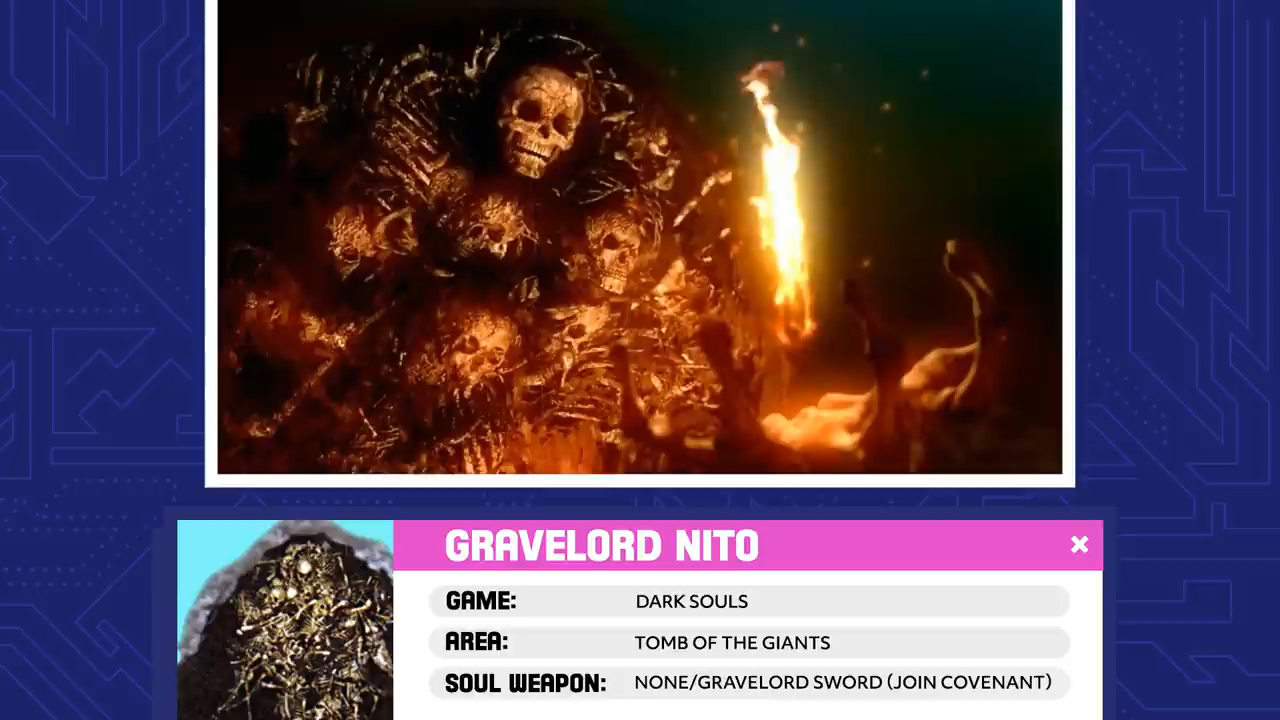 GRAVELORD NITO
GAME: DARK SOULS
AREA: TOMB OF THE GIANTS
SOUL WEAPON: NONE/GRAVELORD SWORD (JOIN COVENANT)